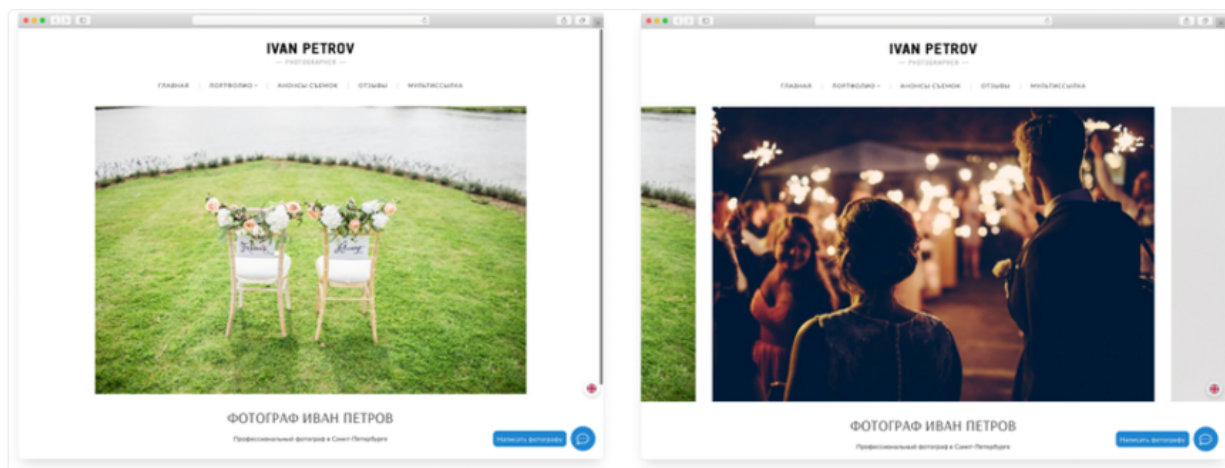 IVAN PETROV
— PHOTOGRAPHER —
ГЛАВНАЯ | ПОРТФОЛИО | АНОНСЫ СЪЕМОК | ОТЗЫВЫ | МУЛЬТИССЫЛКА
ФОТОГРАФ ИВАН ПЕТРОВ
Профессиональный фотограф в Санкт-Петербурге
Написать фотографу
IVAN PETROV
— PHOTOGRAPHER —
ГЛАВНАЯ | ПОРТФОЛИО | АНОНСЫ СЪЕМОК | ОТЗЫВЫ | МУЛЬТИССЫЛКА
ФОТОГРАФ ИВАН ПЕТРОВ
Профессиональный фотограф в Санкт-Петербурге
Написать фотографу